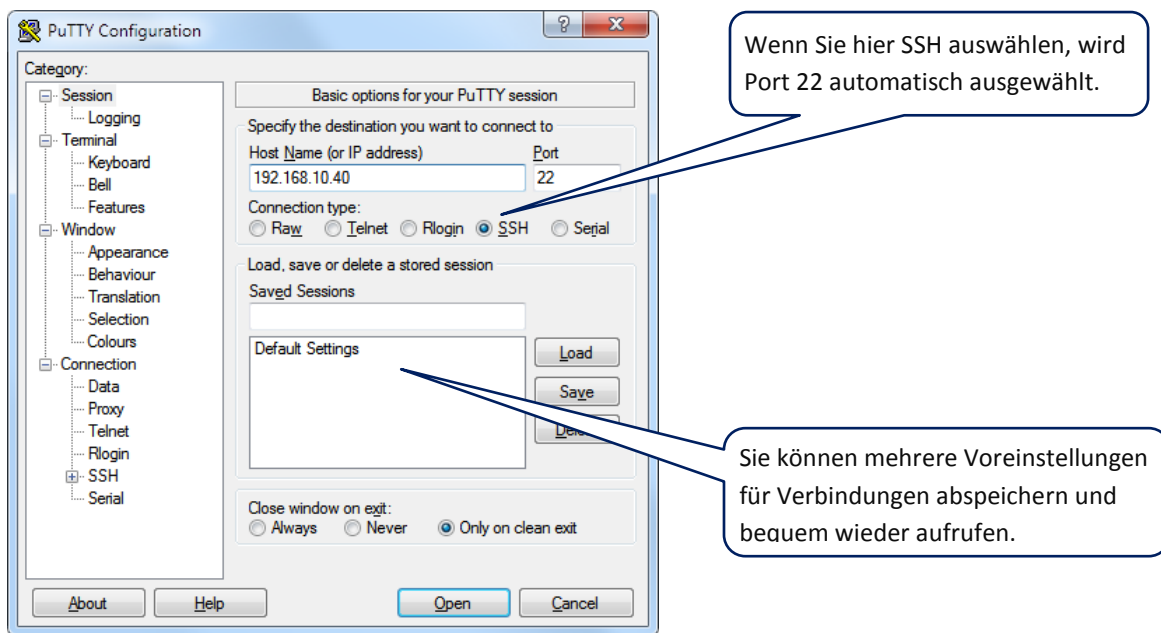 PuTTY Configuration
Category:
Session
Logging
Terminal
Keyboard
Bell
Features
Window
Appearance
Behaviour
Translation
Selection
Colours
Connection
Data
Proxy
Telnet
Rlogin
SSH
Serial
Basic options for your PuTTY session
Specify the destination you want to connect to
Host Name (or IP address) Port
192.168.10.40 22
Connection type:
Raw Telnet Rlogin SSH Serial
Load, save or delete a stored session
Saved Sessions
Default Settings
Load
Save
Delete
Close window on exit:
Always Never Only on clean exit
About Help Open Cancel
Wenn Sie hier SSH auswählen, wird
Port 22 automatisch ausgewählt.
Sie können mehrere Voreinstellungen
für Verbindungen abspeichern und
bequem wieder aufrufen.